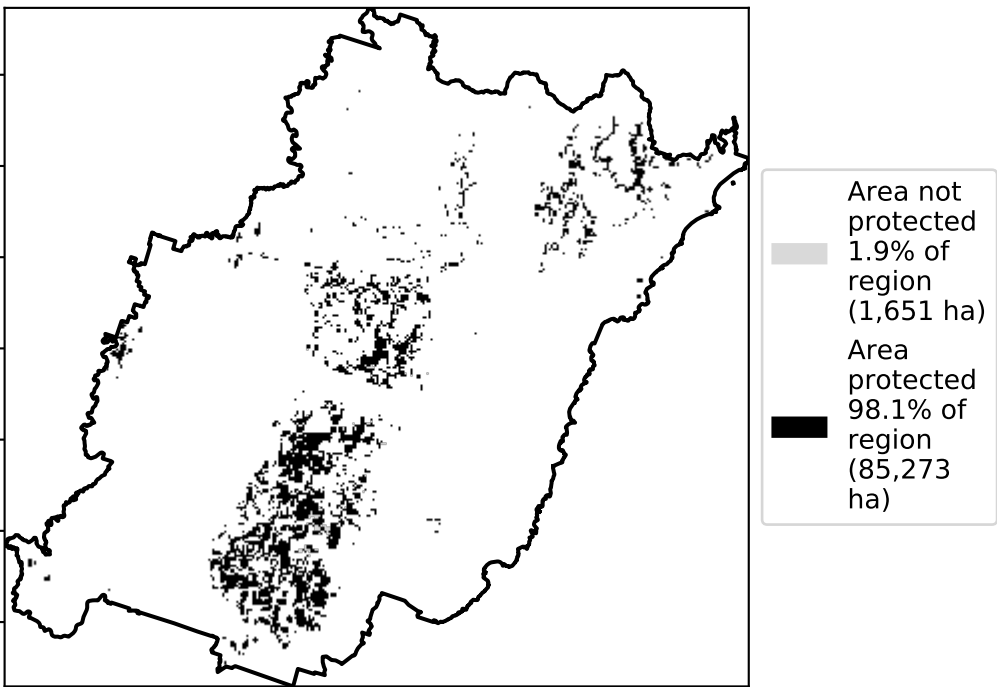 Area not
protected
1.9% of
region
(1,651 ha)
Area
protected
98.1% of
region
(85,273
ha)